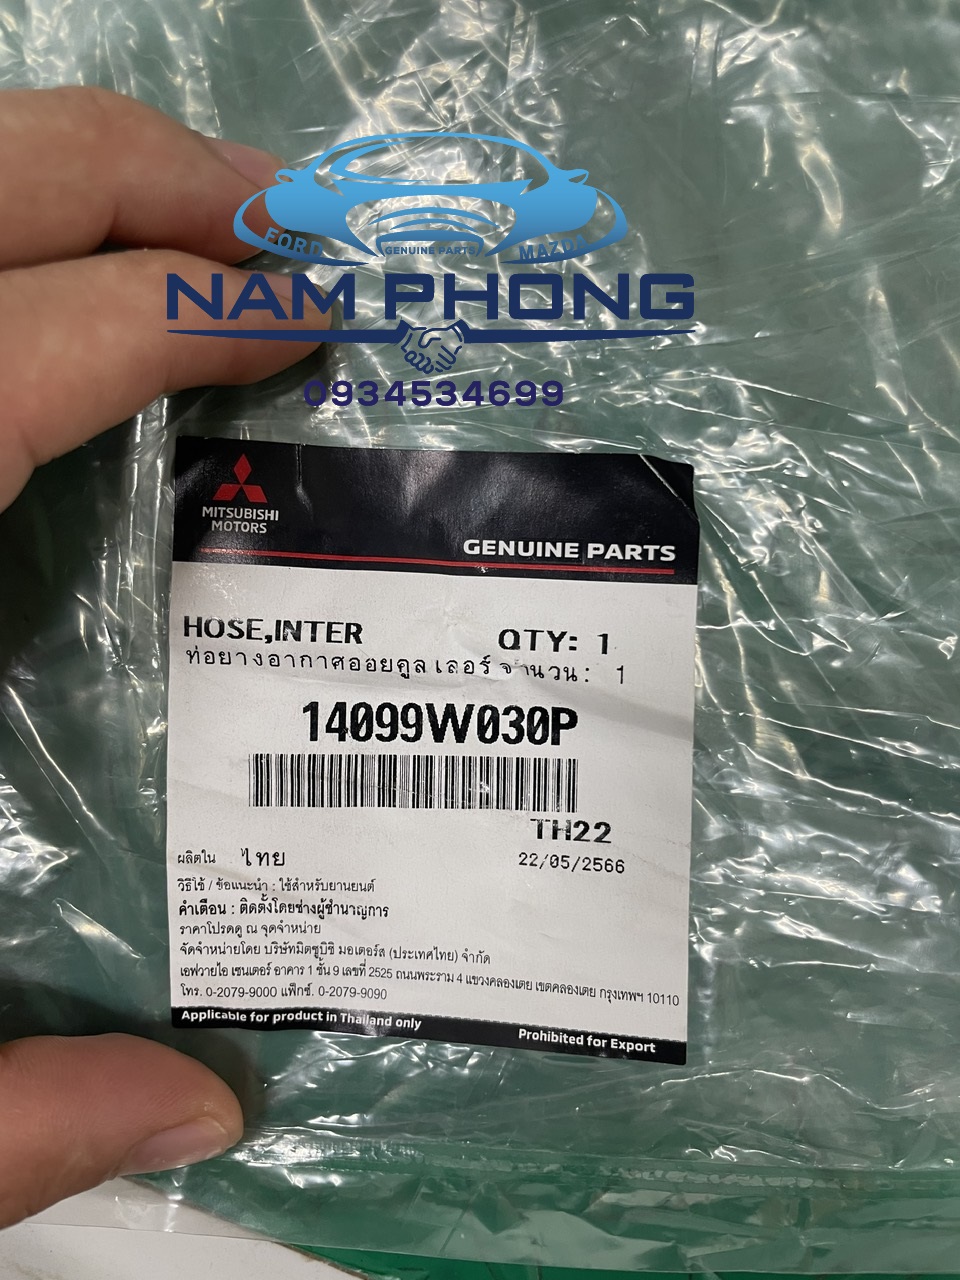 FORD GENUINE PARTS MAZDA
NAM PHONG
0934534699
MITSUBISHI
MOTORS
GENUINE PARTS
HOSE,INTER QTY: 1
ท่อยางอากาศออยคูลเลอร์ จำนวน: 1
14099W030P
TH22
ผลิตใน ไทย 22/05/2566
วิธีใช้ / ข้อแนะนำ : ใช้สำหรับยานยนต์
คำเตือน : ติดตั้งโดยช่างผู้ชำนาญการ
ราคาโปรดดู ณ จุดจำหน่าย
จัดจำหน่ายโดย บริษัทมิตซูบิชิ มอเตอร์ส (ประเทศไทย) จำกัด
เอฟวายไอ เซนเตอร์ อาคาร 1 ชั้น 9 เลขที่ 2525 ถนนพระราม 4 แขวงคลองเตย เขตคลองเตย กรุงเทพฯ 10110
โทร. 0-2079-9000 แฟ็กซ์. 0-2079-9090
Applicable for product in Thailand only
Prohibited for Export